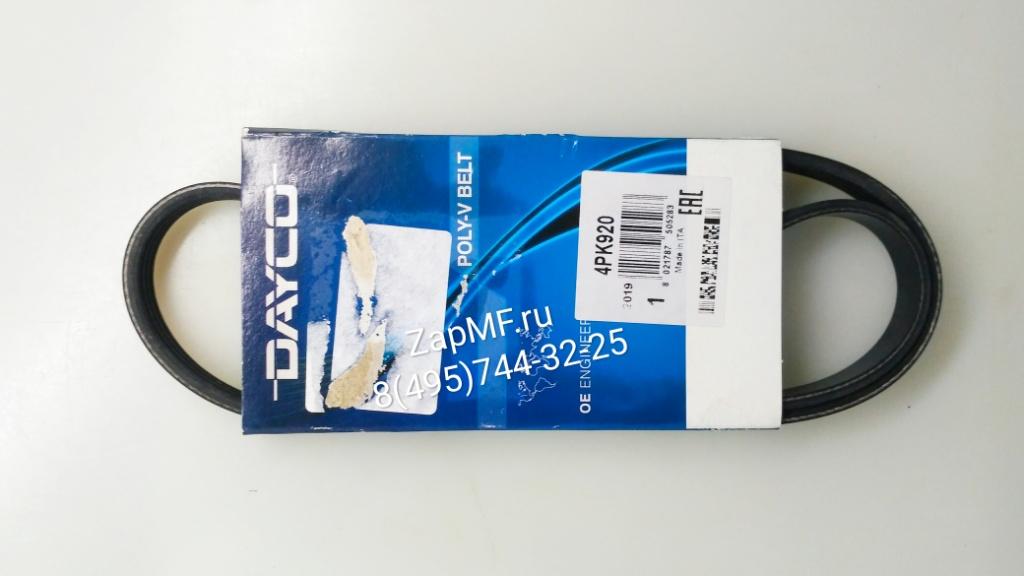 DAYCO
POLY-V BELT
ZapMF.ru
8(495)744-32-25
OE ENGINEER
4PK920
2019
1
8 021787 505283
Made in ITA
EAC